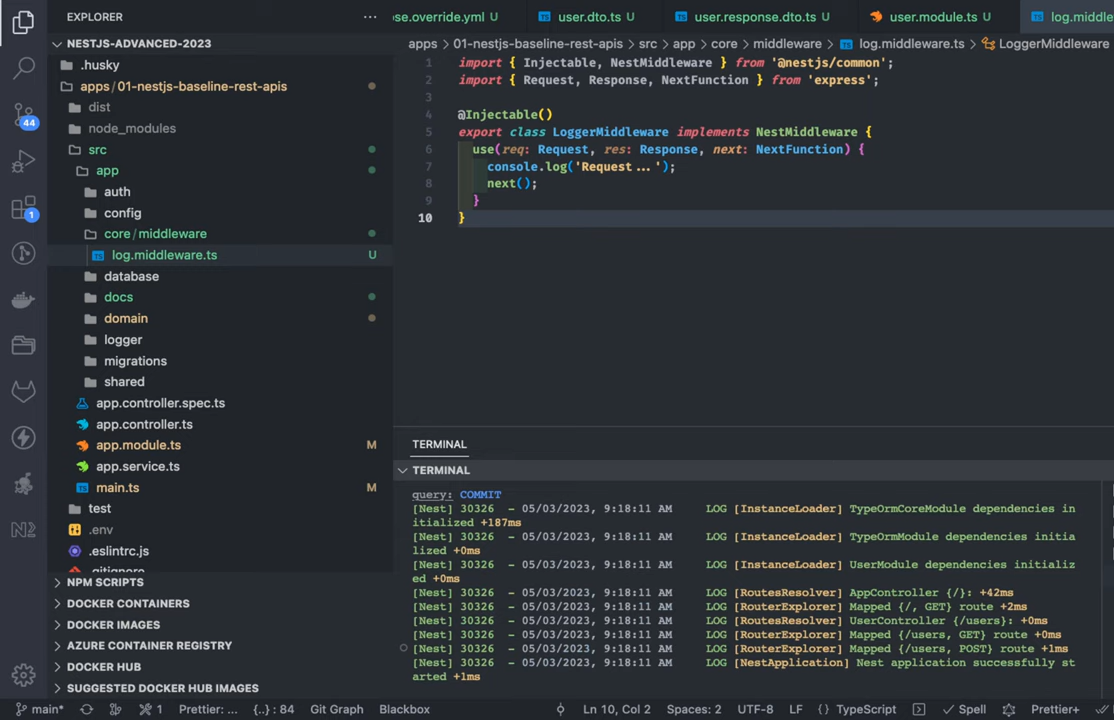 EXPLORER
NESTJS-ADVANCED-2023
.husky
apps / 01-nestjs-baseline-rest-apis
dist
node_modules
src
app
auth
config
core / middleware
log.middleware.ts U
database
docs
domain
logger
migrations
shared
app.controller.spec.ts
app.controller.ts
app.module.ts M
app.service.ts
main.ts M
test
.env
.eslintrc.js
.gitignore
NPM SCRIPTS
DOCKER CONTAINERS
DOCKER IMAGES
AZURE CONTAINER REGISTRY
DOCKER HUB
SUGGESTED DOCKER HUB IMAGES
44
1
ose.override.yml U user.dto.ts U user.response.dto.ts U user.module.ts U log.middle
apps > 01-nestjs-baseline-rest-apis > src > app > core > middleware > log.middleware.ts > LoggerMiddleware
1 import { Injectable, NestMiddleware } from '@nestjs/common';
2 import { Request, Response, NextFunction } from 'express';
3
4 @Injectable()
5 export class LoggerMiddleware implements NestMiddleware {
6 use(req: Request, res: Response, next: NextFunction) {
7 console.log('Request...');
8 next();
9 }
10 }
TERMINAL
TERMINAL
query: COMMIT
[Nest] 30326 - 05/03/2023, 9:18:11 AM LOG [InstanceLoader] TypeOrmCoreModule dependencies in
itialized +187ms
[Nest] 30326 - 05/03/2023, 9:18:11 AM LOG [InstanceLoader] TypeOrmModule dependencies initia
lized +0ms
[Nest] 30326 - 05/03/2023, 9:18:11 AM LOG [InstanceLoader] UserModule dependencies initializ
ed +0ms
[Nest] 30326 - 05/03/2023, 9:18:11 AM LOG [RoutesResolver] AppController {/}: +42ms
[Nest] 30326 - 05/03/2023, 9:18:11 AM LOG [RouterExplorer] Mapped {/, GET} route +2ms
[Nest] 30326 - 05/03/2023, 9:18:11 AM LOG [RoutesResolver] UserController {/users}: +0ms
[Nest] 30326 - 05/03/2023, 9:18:11 AM LOG [RouterExplorer] Mapped {/users, GET} route +0ms
[Nest] 30326 - 05/03/2023, 9:18:11 AM LOG [RouterExplorer] Mapped {/users, POST} route +1ms
[Nest] 30326 - 05/03/2023, 9:18:11 AM LOG [NestApplication] Nest application successfully st
arted +1ms
main* 1 Prettier: ... {..} : 84 Git Graph Blackbox Ln 10, Col 2 Spaces: 2 UTF-8 LF {} TypeScript Spell Prettier+